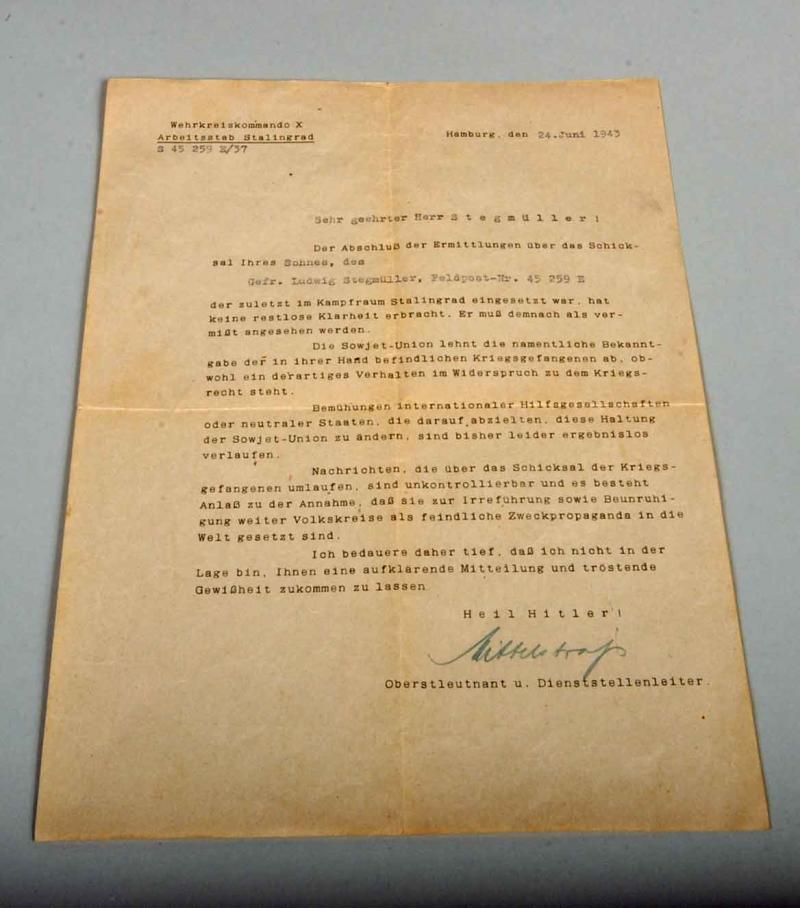 Wehrkreiskommando X
Arbeitsstab Stalingrad
S 45 259 E/37
Hamburg, den 24.Juni 1943
Sehr geehrter Herr S t e g m ü l l e r !
Der Abschluß der Ermittlungen über das Schick-
sal Ihres Sohnes, des
Gefr. Ludwig Stegmüller, Feldpost-Nr. 45 259 E
der zuletzt im Kampfraum Stalingrad eingesetzt war, hat
keine restlose Klarheit erbracht. Er muß demnach als ver-
mißt angesehen werden.
Die Sowjet-Union lehnt die namentliche Bekannt-
gabe der in ihrer Hand befindlichen Kriegsgefangenen ab, ob-
wohl ein derartiges Verhalten im Widerspruch zu dem Kriegs-
recht steht.
Bemühungen internationaler Hilfsgesellschaften
oder neutraler Staaten, die darauf abzielten, diese Haltung
der Sowjet-Union zu ändern, sind bisher leider ergebnislos
verlaufen.
Nachrichten, die über das Schicksal der Kriegs-
gefangenen umlaufen, sind unkontrollierbar und es besteht
Anlaß zu der Annahme, daß sie zur Irreführung sowie Beunruhi-
gung weiter Volkskreise als feindliche Zweckpropaganda in die
Welt gesetzt sind.
Ich bedauere daher tief, daß ich nicht in der
Lage bin, Ihnen eine aufklärende Mitteilung und tröstende
Gewißheit zukommen zu lassen
H e i l H i t l e r !
Mittelstraß
Oberstleutnant u. Dienststellenleiter.